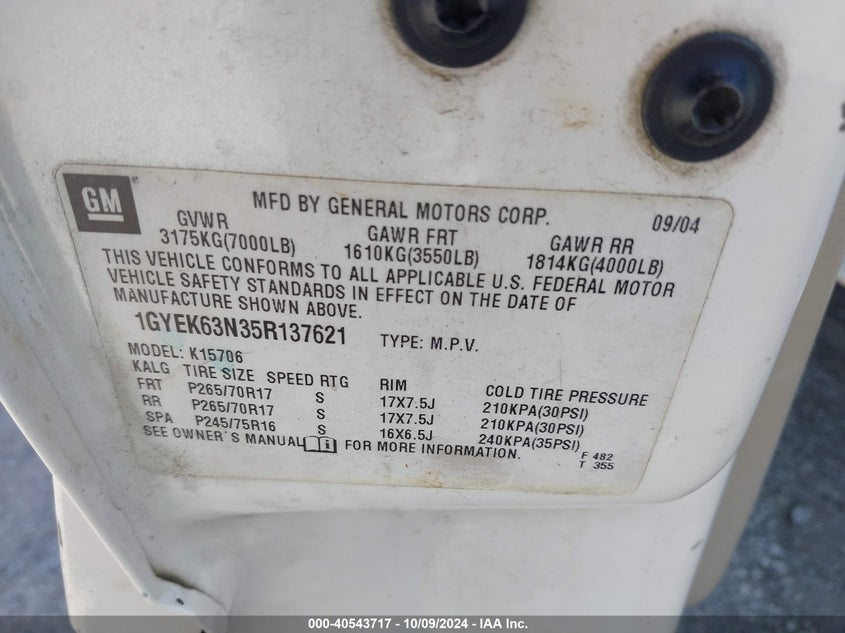 GM
MFD BY GENERAL MOTORS CORP. 09/04
GVWR GAWR FRT GAWR RR
3175KG(7000LB) 1610KG(3550LB) 1814KG(4000LB)
THIS VEHICLE CONFORMS TO ALL APPLICABLE U.S. FEDERAL MOTOR
VEHICLE SAFETY STANDARDS IN EFFECT ON THE DATE OF
MANUFACTURE SHOWN ABOVE.
1GYEK63N35R137621 TYPE: M.P.V.
MODEL: K15706
KALG TIRE SIZE SPEED RTG RIM COLD TIRE PRESSURE
FRT P265/70R17 S 17X7.5J 210KPA(30PSI)
RR P265/70R17 S 17X7.5J 210KPA(30PSI)
SPA P245/75R16 S 16X6.5J 240KPA(35PSI)
SEE OWNER'S MANUAL FOR MORE INFORMATION.
F 482
T 355
000-40543717 - 10/09/2024 - IAA Inc.